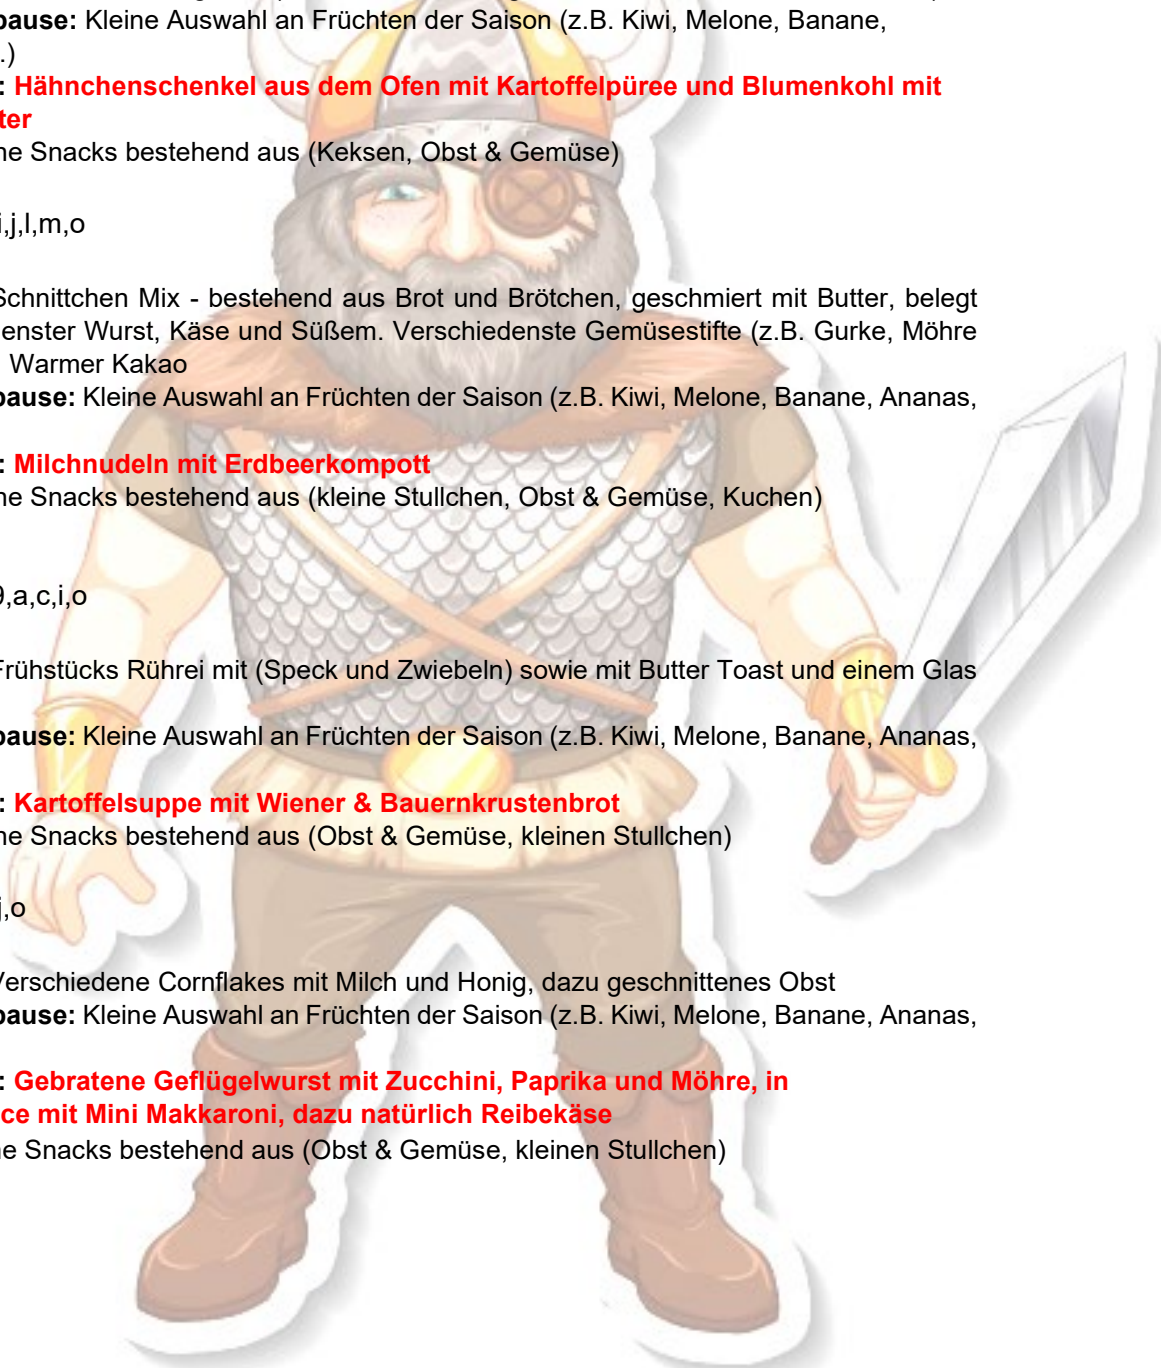 pause: Kleine Auswahl an Früchten der Saison (z.B. Kiwi, Melone, Banane,
.)
: Hähnchenschenkel aus dem Ofen mit Kartoffelpüree und Blumenkohl mit
ter
ne Snacks bestehend aus (Keksen, Obst & Gemüse)
i,j,l,m,o
Schnittchen Mix - bestehend aus Brot und Brötchen, geschmiert mit Butter, belegt
enster Wurst, Käse und Süßem. Verschiedenste Gemüsestifte (z.B. Gurke, Möhre
Warmer Kakao
pause: Kleine Auswahl an Früchten der Saison (z.B. Kiwi, Melone, Banane, Ananas,
: Milchnudeln mit Erdbeerkompott
ne Snacks bestehend aus (kleine Stullchen, Obst & Gemüse, Kuchen)
9,a,c,i,o
Frühstücks Rührei mit (Speck und Zwiebeln) sowie mit Butter Toast und einem Glas
pause: Kleine Auswahl an Früchten der Saison (z.B. Kiwi, Melone, Banane, Ananas,
: Kartoffelsuppe mit Wiener & Bauernkrustenbrot
ne Snacks bestehend aus (Obst & Gemüse, kleinen Stullchen)
j,o
Verschiedene Cornflakes mit Milch und Honig, dazu geschnittenes Obst
pause: Kleine Auswahl an Früchten der Saison (z.B. Kiwi, Melone, Banane, Ananas,
: Gebratene Geflügelwurst mit Zucchini, Paprika und Möhre, in
ce mit Mini Makkaroni, dazu natürlich Reibekäse
ne Snacks bestehend aus (Obst & Gemüse, kleinen Stullchen)